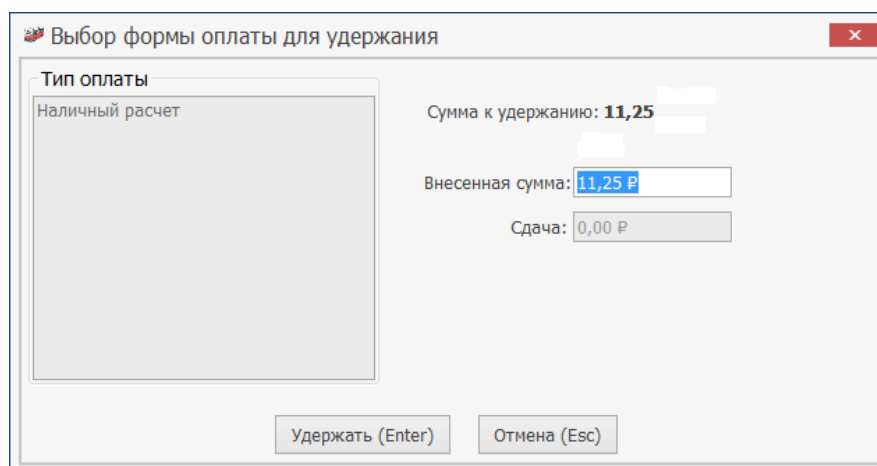 Выбор формы оплаты для удержания
Тип оплаты
Наличный расчет
Сумма к удержанию: 11,25
Внесенная сумма: 11,25 ₽
Сдача: 0,00 ₽
Удержать (Enter)
Отмена (Esc)